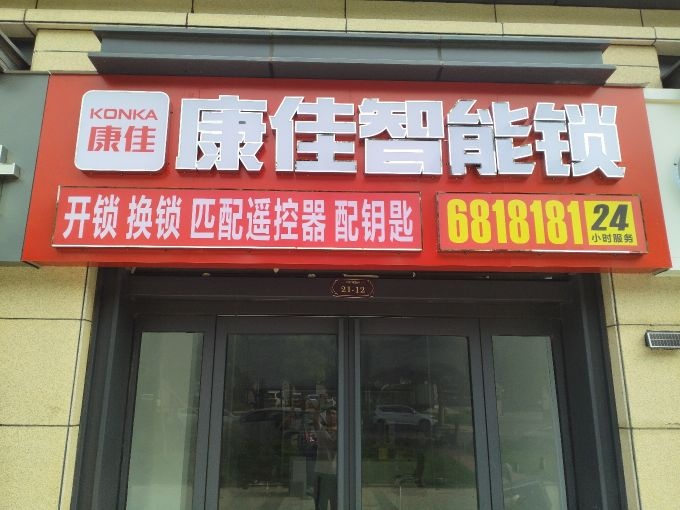 KONKA
康佳
康佳智能锁
开锁 换锁 匹配遥控器 配钥匙
6818181 24
小时服务
21-12